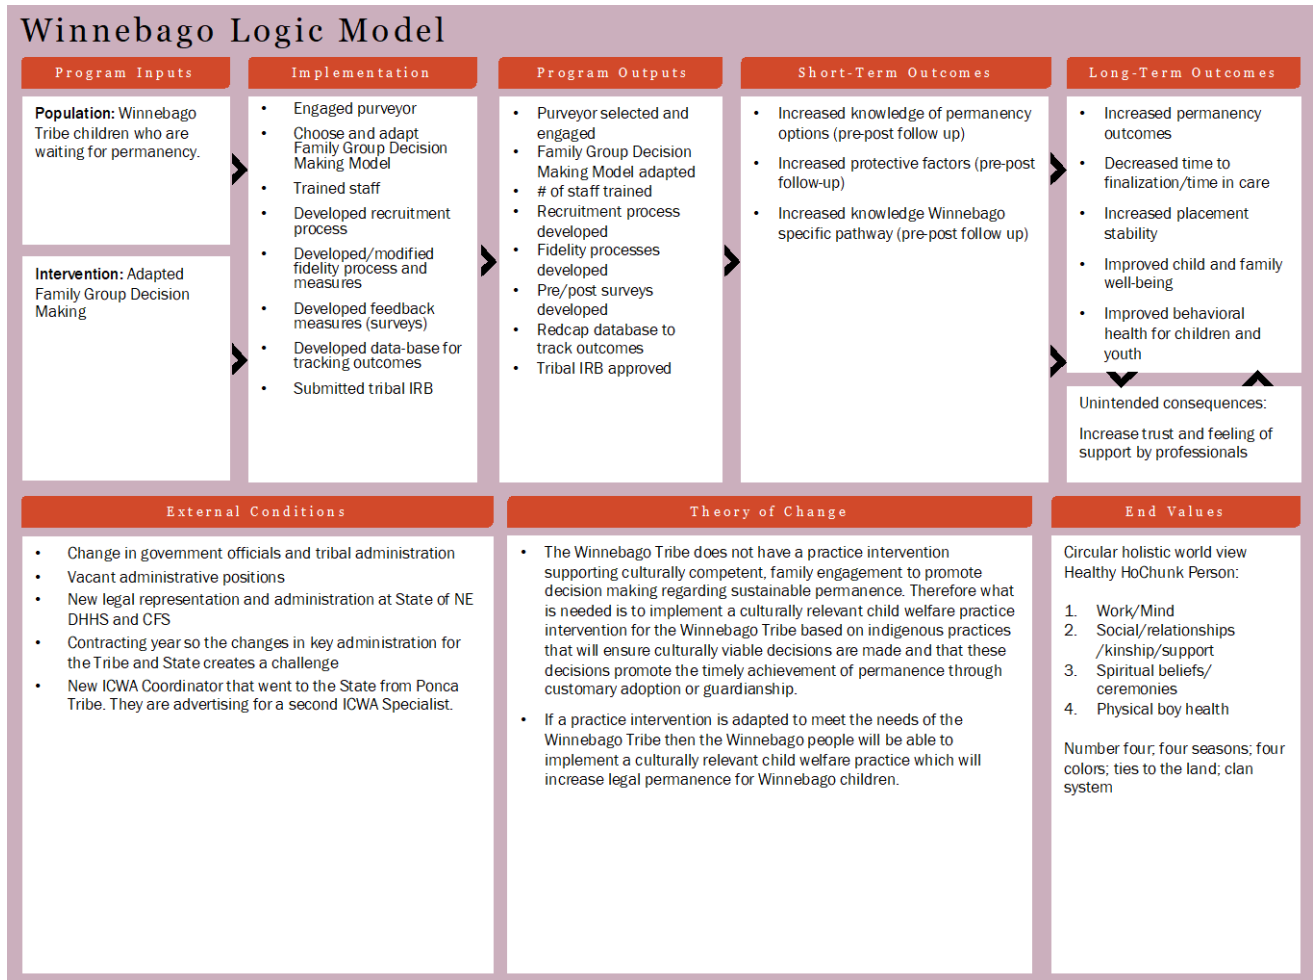 Winnebago Logic Model
Program Inputs
Population: Winnebago
Tribe children who are
waiting for permanency.
Intervention: Adapted
Family Group Decision
Making
Implementation
• Engaged purveyor
• Choose and adapt
Family Group Decision
Making Model
• Trained staff
• Developed recruitment
process
• Developed/modified
fidelity process and
measures
• Developed feedback
measures (surveys)
• Developed data-base for
tracking outcomes
• Submitted tribal IRB
Program Outputs
• Purveyor selected and
engaged
• Family Group Decision
Making Model adapted
• # of staff trained
• Recruitment process
developed
• Fidelity processes
developed
• Pre/post surveys
developed
• Redcap database to
track outcomes
• Tribal IRB approved
Short-Term Outcomes
• Increased knowledge of permanency
options (pre-post follow up)
• Increased protective factors (pre-post
follow-up)
• Increased knowledge Winnebago
specific pathway (pre-post follow up)
Long-Term Outcomes
• Increased permanency
outcomes
• Decreased time to
finalization/time in care
• Increased placement
stability
• Improved child and family
well-being
• Improved behavioral
health for children and
youth
Unintended consequences:
Increase trust and feeling of
support by professionals
External Conditions
• Change in government officials and tribal administration
• Vacant administrative positions
• New legal representation and administration at State of NE
DHHS and CFS
• Contracting year so the changes in key administration for
the Tribe and State creates a challenge
• New ICWA Coordinator that went to the State from Ponca
Tribe. They are advertising for a second ICWA Specialist.
Theory of Change
• The Winnebago Tribe does not have a practice intervention
supporting culturally competent, family engagement to promote
decision making regarding sustainable permanence. Therefore what
is needed is to implement a culturally relevant child welfare practice
intervention for the Winnebago Tribe based on indigenous practices
that will ensure culturally viable decisions are made and that these
decisions promote the timely achievement of permanence through
customary adoption or guardianship.
• If a practice intervention is adapted to meet the needs of the
Winnebago Tribe then the Winnebago people will be able to
implement a culturally relevant child welfare practice which will
increase legal permanence for Winnebago children.
End Values
Circular holistic world view
Healthy HoChunk Person:
1. Work/Mind
2. Social/relationships
/kinship/support
3. Spiritual beliefs/
ceremonies
4. Physical boy health
Number four; four seasons; four
colors; ties to the land; clan
system